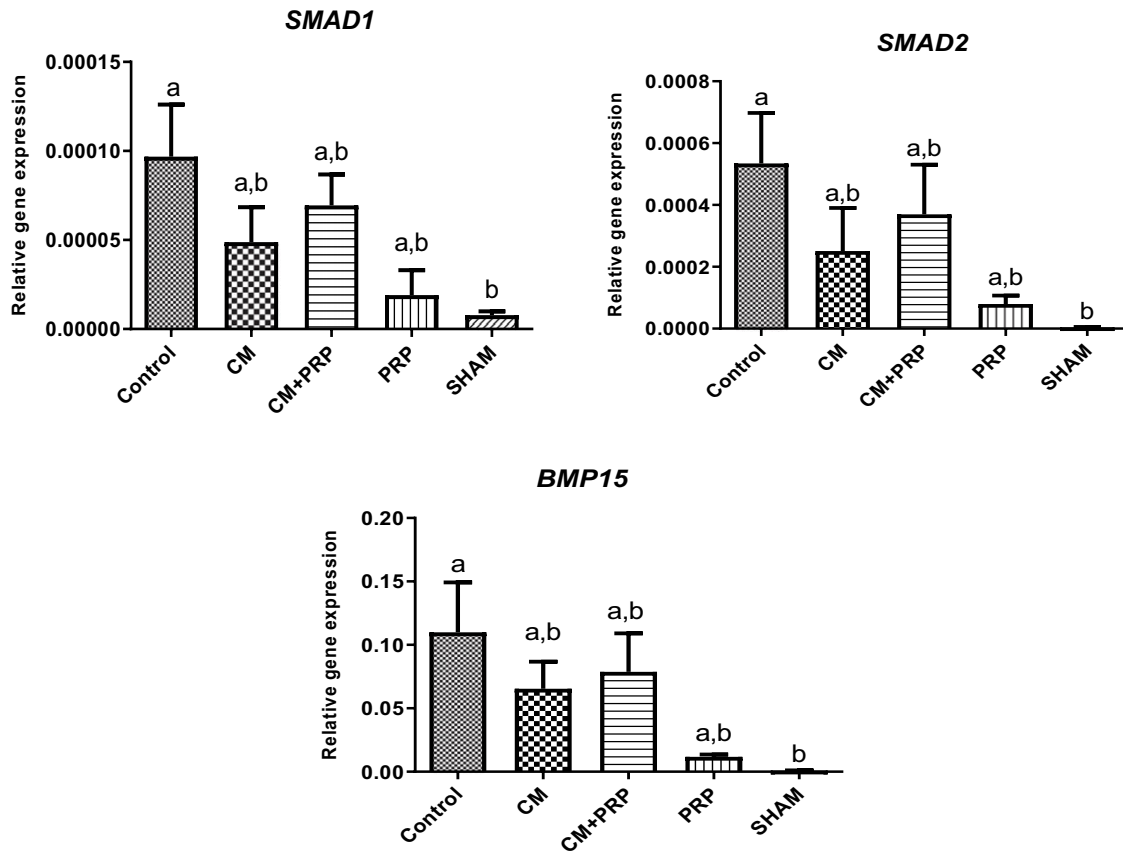 SMAD1
Relative gene expression
0.00015
0.00010
0.00005
0.00000
a
a,b
a,b
a,b
b
Control
CM
CM+PRP
PRP
SHAM
SMAD2
Relative gene expression
0.0008
0.0006
0.0004
0.0002
0.0000
a
a,b
a,b
a,b
b
Control
CM
CM+PRP
PRP
SHAM
BMP15
Relative gene expression
0.20
0.15
0.10
0.05
0.00
a
a,b
a,b
a,b
b
Control
CM
CM+PRP
PRP
SHAM